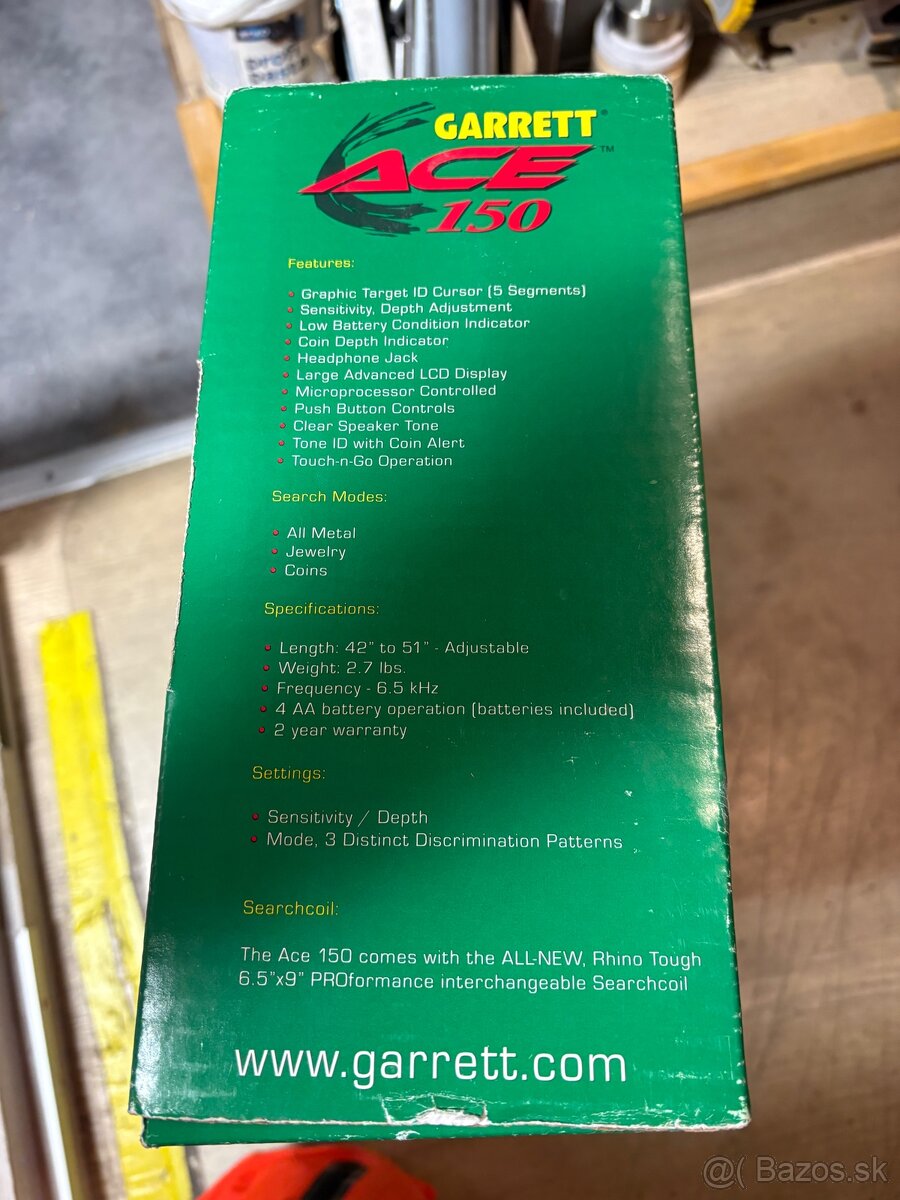 GARRETT®
ACE™
150
Features:
• Graphic Target ID Cursor (5 Segments)
• Sensitivity, Depth Adjustment
• Low Battery Condition Indicator
• Coin Depth Indicator
• Headphone Jack
• Large Advanced LCD Display
• Microprocessor Controlled
• Push Button Controls
• Clear Speaker Tone
• Tone ID with Coin Alert
• Touch-n-Go Operation
Search Modes:
• All Metal
• Jewelry
• Coins
Specifications:
• Length: 42" to 51" - Adjustable
• Weight: 2.7 lbs.
• Frequency - 6.5 kHz
• 4 AA battery operation (batteries included)
• 2 year warranty
Settings:
• Sensitivity / Depth
• Mode, 3 Distinct Discrimination Patterns
Searchcoil:
The Ace 150 comes with the ALL-NEW, Rhino Tough
6.5"x9" PROformance interchangeable Searchcoil
www.garrett.com
@( Bazos.sk